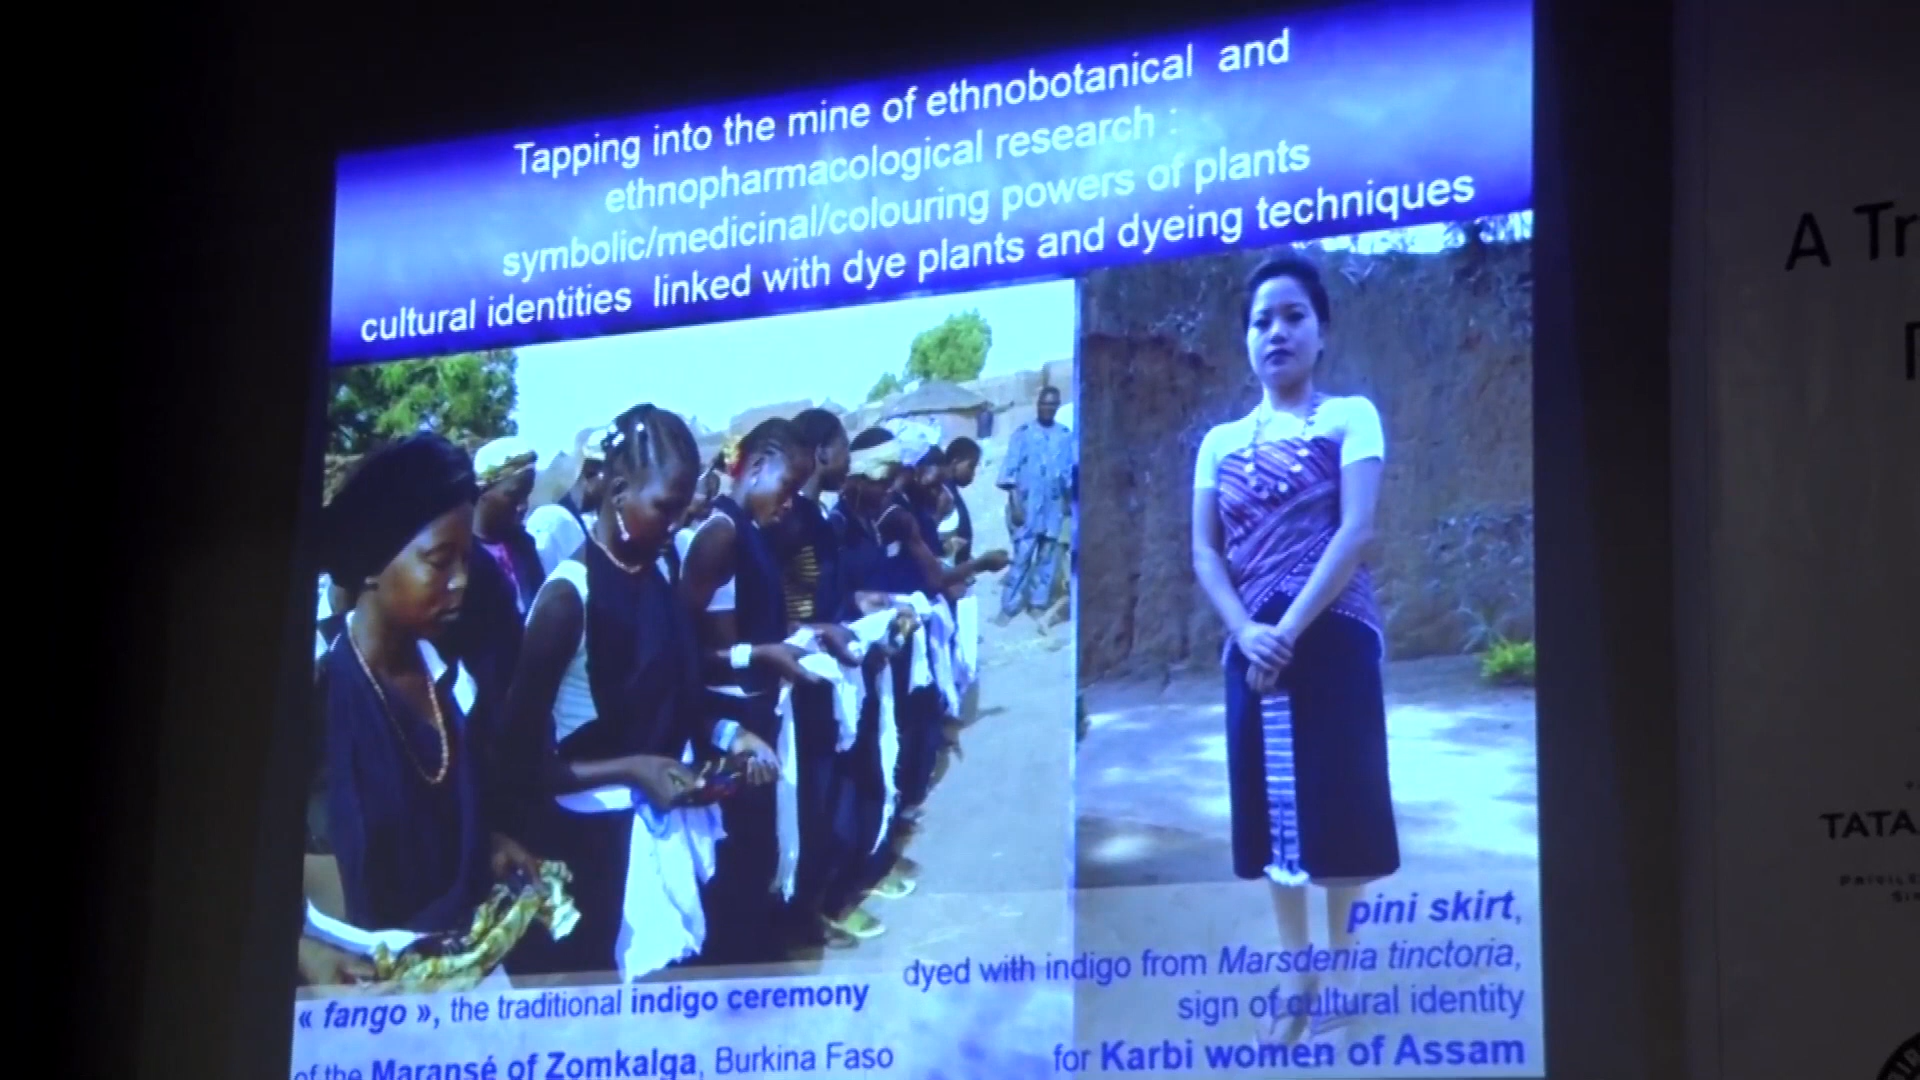 Tapping into the mine of ethnobotanical and
ethnopharmacological research :
symbolic/medicinal/colouring powers of plants
cultural identities linked with dye plants and dyeing techniques
« fango », the traditional indigo ceremony
of the Maransé of Zomkalga, Burkina Faso
pini skirt,
dyed with indigo from Marsdenia tinctoria,
sign of cultural identity
for Karbi women of Assam
A Tr
TATA